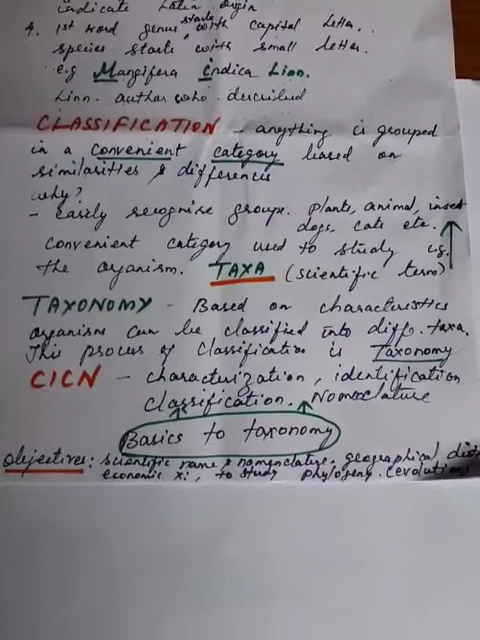 indicate Latin Origin
4. 1st word genus starts with capital letter.
species starts with small letter.
e.g Mangifera indica Linn.
Linn. author who described
CLASSIFICATION - anything is grouped
in a convenient category based on
similarities & differences
why?
- Easily recognise group. plants, animal, insect
dogs, cats etc.
convenient category used to study e.g.
the organism. TAXA (scientific term)
TAXONOMY - Based on characteristics
organism can be classified into diff. taxa.
This process of classification is Taxonomy
CICN - characterization, identification
classification. Nomenclature
Basics to taxonomy
Objectives: scientific name & nomenclature, geographical
economic to study phylogeny (evolution